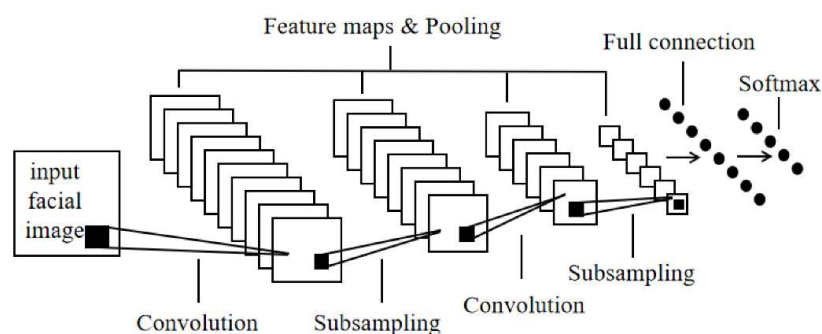 Feature maps & Pooling
Full connection
Softmax
input
facial
image
Convolution
Subsampling
Convolution
Subsampling